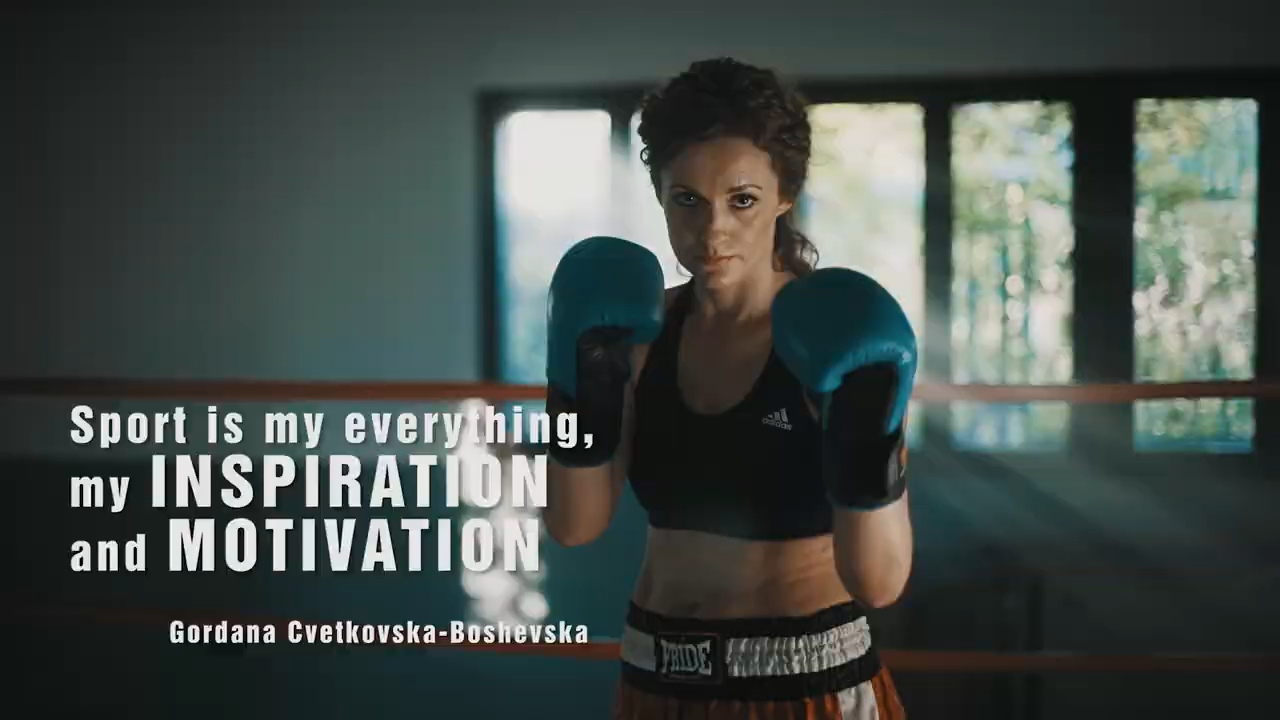 Sport is my everything,
my INSPIRATION
and MOTIVATION
Gordana Cvetkovska-Boshevska
adidas
PRIDE